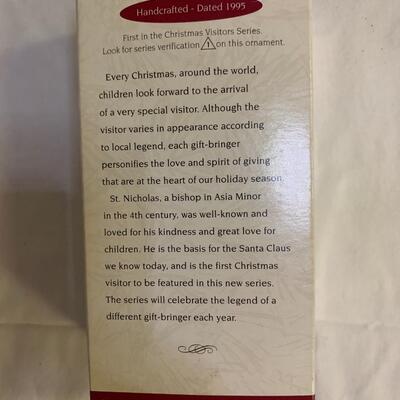 Handcrafted - Dated 1995
First in the Christmas Visitors Series.
Look for series verification 1 on this ornament.
Every Christmas, around the world,
children look forward to the arrival
of a very special visitor. Although the
visitor varies in appearance according
to local legend, each gift-bringer
personifies the love and spirit of giving
that are at the heart of our holiday season.
St. Nicholas, a bishop in Asia Minor
in the 4th century, was well-known and
loved for his kindness and great love for
children. He is the basis for the Santa Claus
we know today, and is the first Christmas
visitor to be featured in this new series.
The series will celebrate the legend of a
different gift-bringer each year.